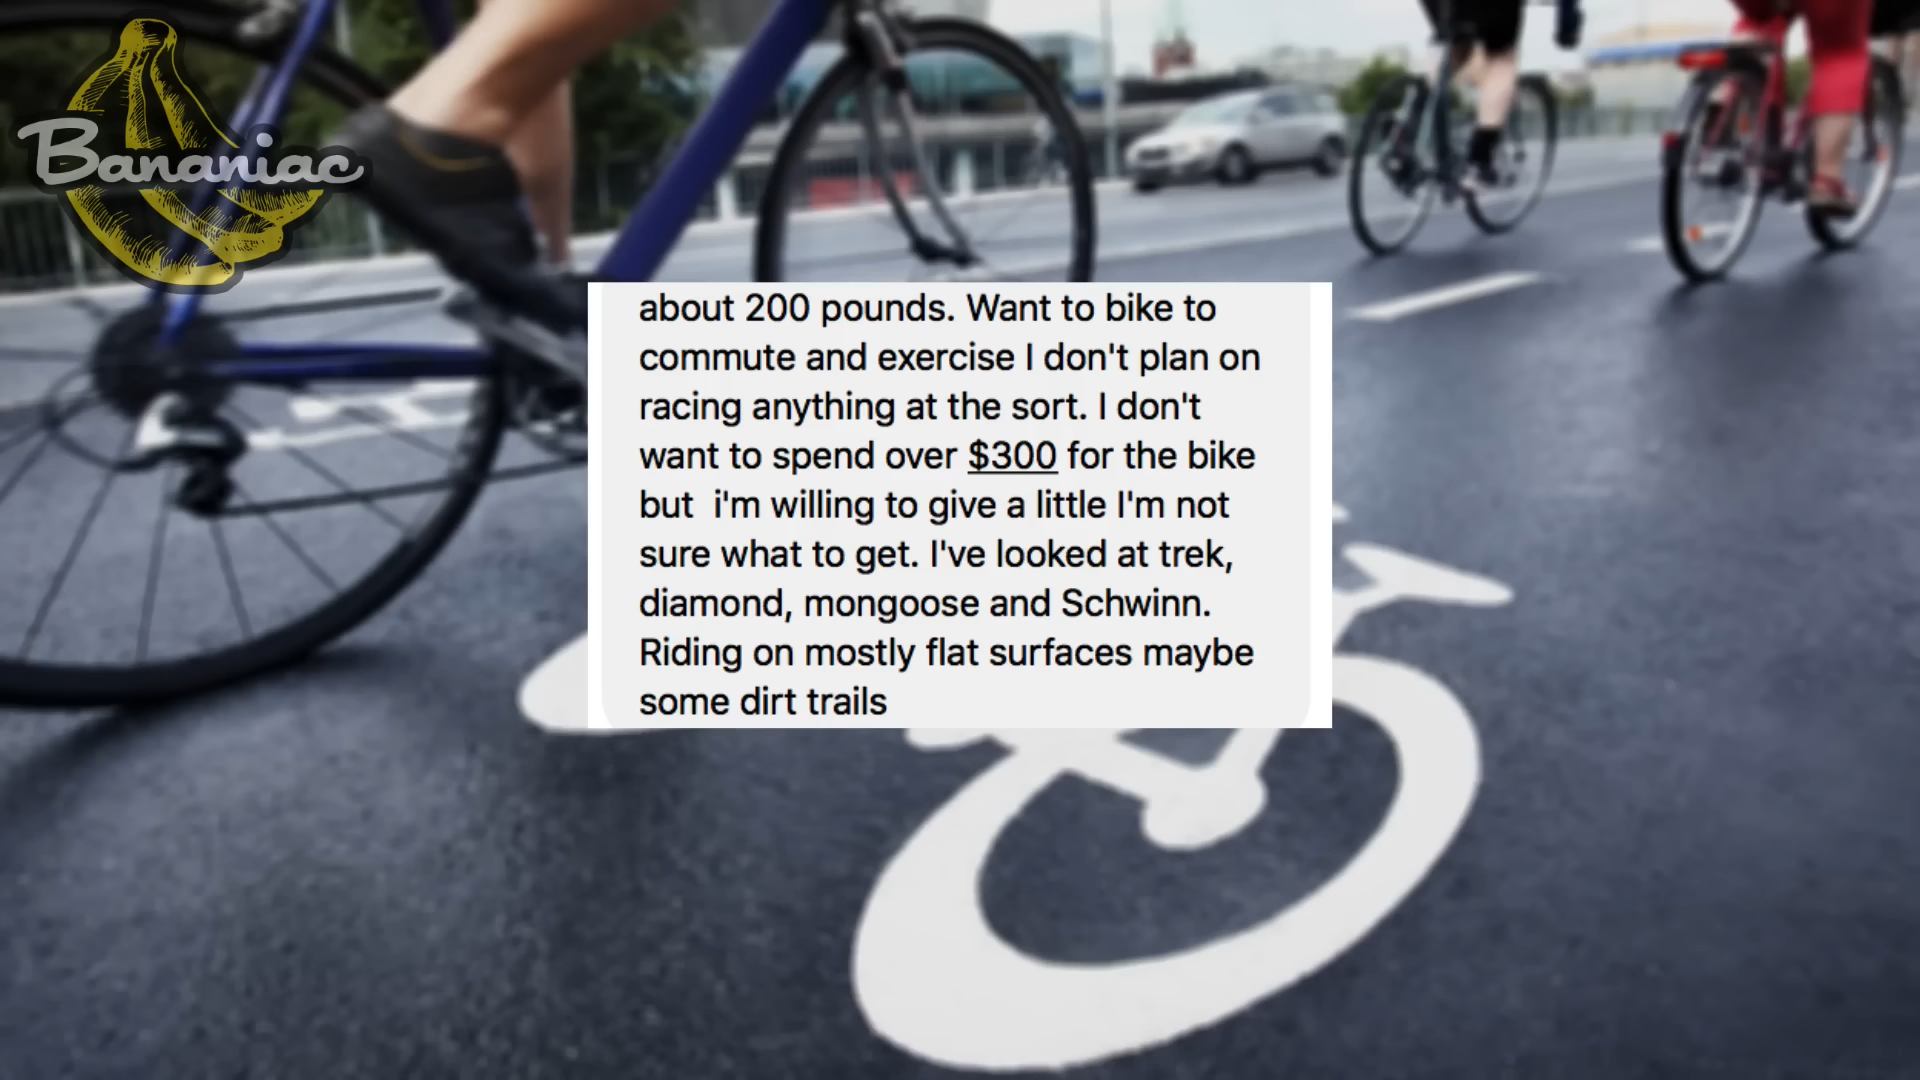 Bananiac
about 200 pounds. Want to bike to
commute and exercise I don't plan on
racing anything at the sort. I don't
want to spend over $300 for the bike
but  i'm willing to give a little I'm not
sure what to get. I've looked at trek,
diamond, mongoose and Schwinn.
Riding on mostly flat surfaces maybe
some dirt trails